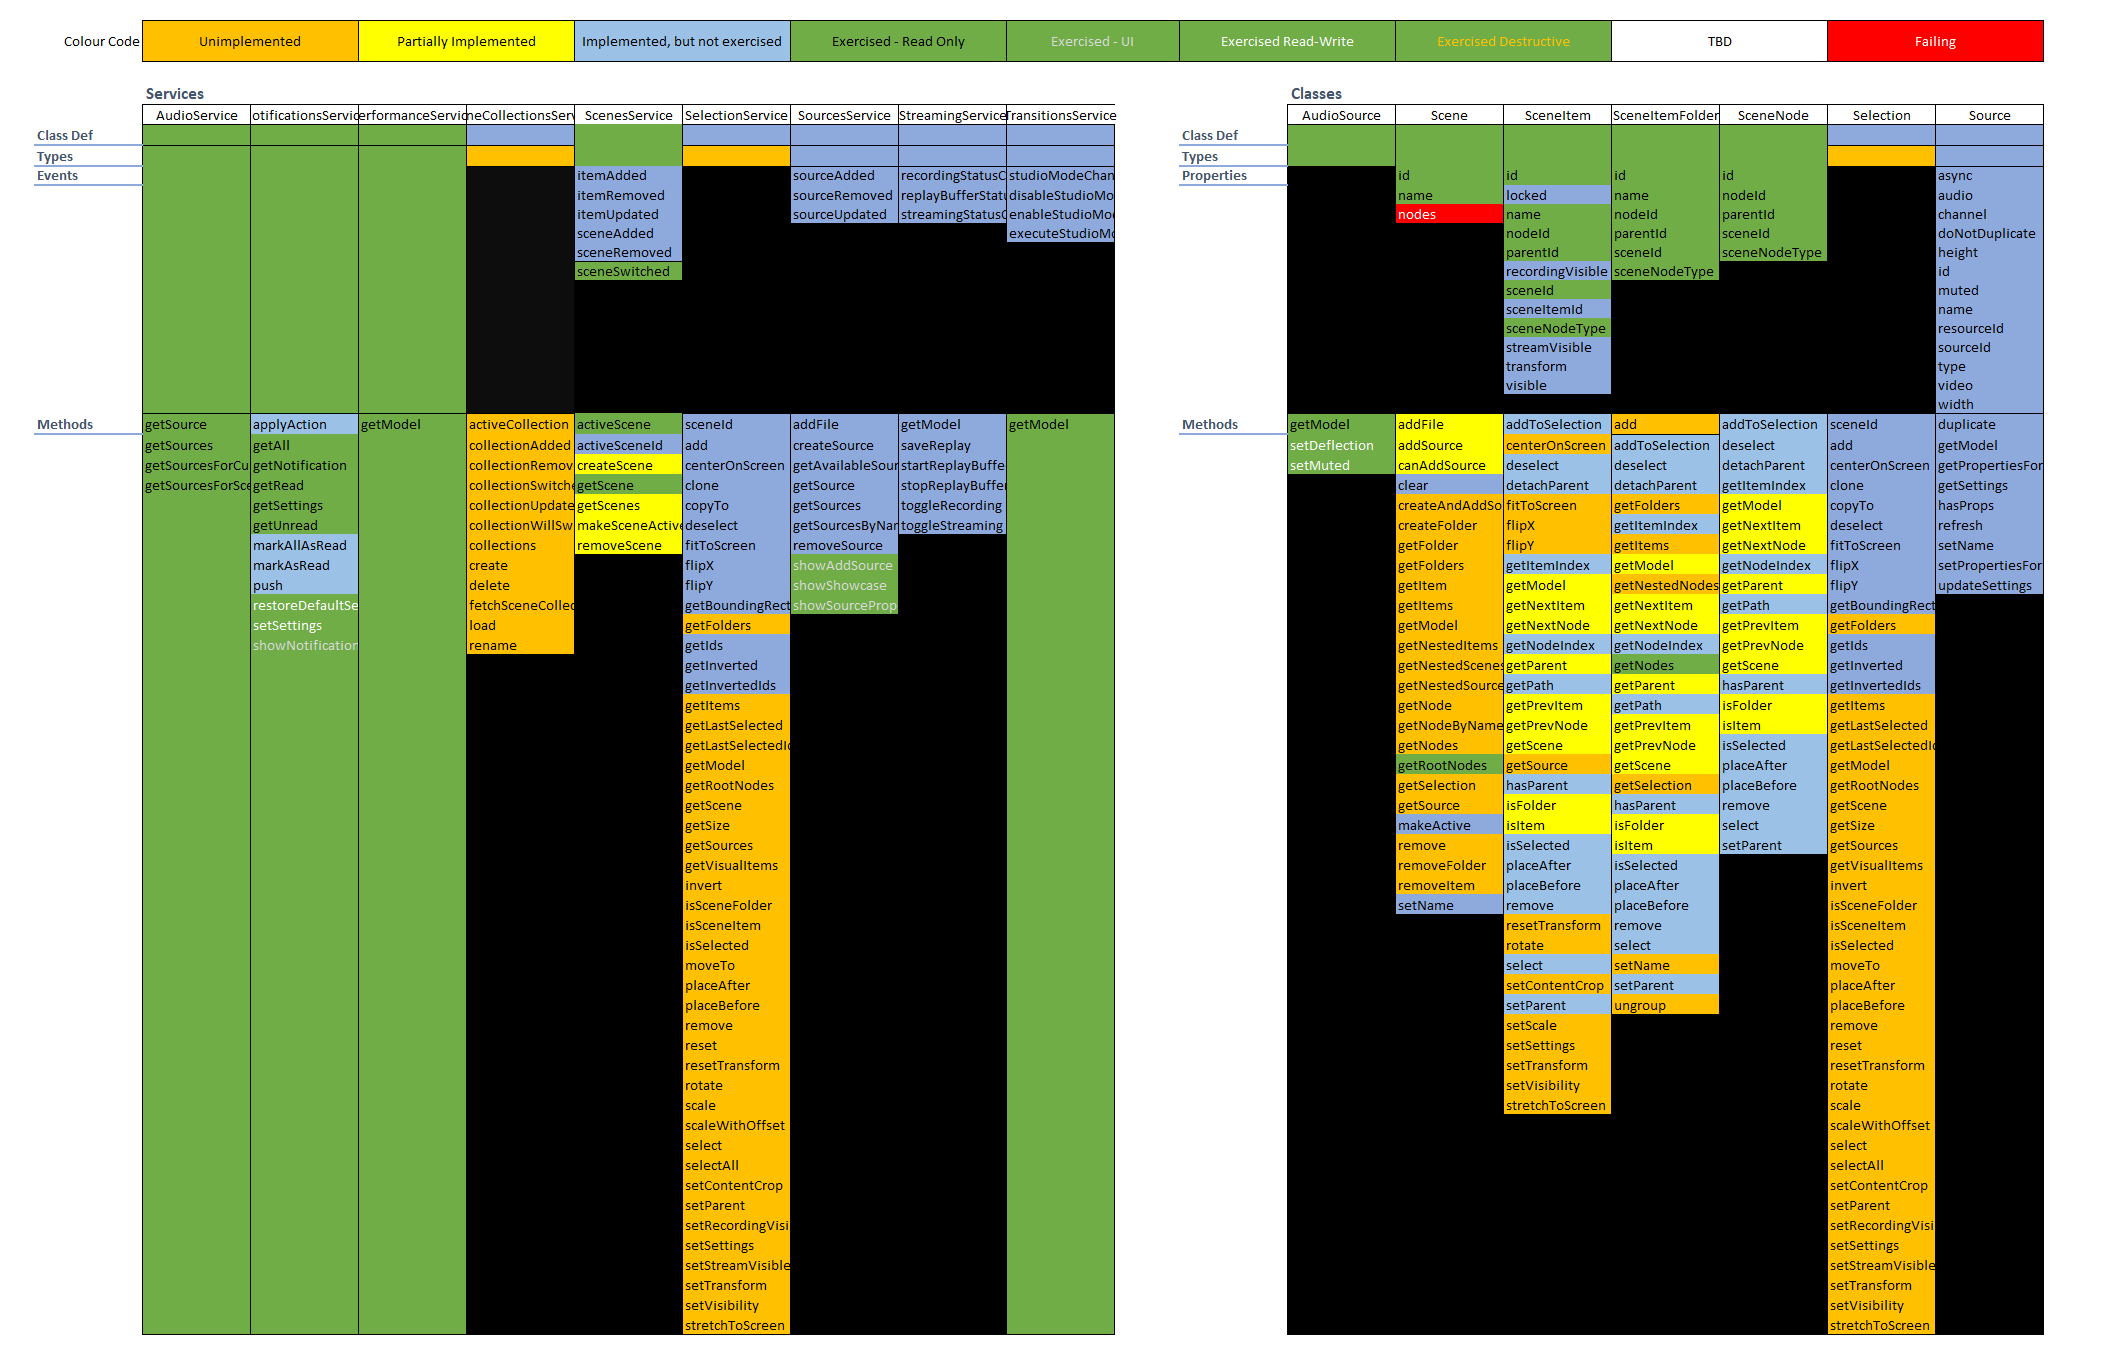 Colour Code
Unimplemented
Partially Implemented
Implemented, but not exercised
Exercised - Read Only
Exercised - UI
Exercised Read-Write
Exercised Destructive
TBD
Failing
Services
Class Def
Types
Events
Methods
AudioService
getSource
getSources
getSourcesForCu
getSourcesForSce
otificationsServic
applyAction
getAll
getNotification
getRead
getSettings
getUnread
markAllAsRead
markAsRead
push
restoreDefaultSe
setSettings
showNotification
erformanceServic
getModel
neCollectionsServ
activeCollection
collectionAdded
collectionRemov
collectionSwitche
collectionUpdate
collectionWillSw
collections
create
delete
fetchSceneCollec
load
rename
ScenesService
itemAdded
itemRemoved
itemUpdated
sceneAdded
sceneRemoved
sceneSwitched
activeScene
activeSceneId
createScene
getScene
getScenes
makeSceneActive
removeScene
SelectionService
sceneId
add
centerOnScreen
clone
copyTo
deselect
fitToScreen
flipX
flipY
getBoundingRect
getFolders
getIds
getInverted
getInvertedIds
getItems
getLastSelected
getLastSelectedId
getModel
getRootNodes
getScene
getSize
getSources
getVisualItems
invert
isSceneFolder
isSceneItem
isSelected
moveTo
placeAfter
placeBefore
remove
reset
resetTransform
rotate
scale
scaleWithOffset
select
selectAll
setContentCrop
setParent
setRecordingVisi
setSettings
setStreamVisible
setTransform
setVisibility
stretchToScreen
SourcesService
sourceAdded
sourceRemoved
sourceUpdated
addFile
createSource
getAvailableSour
getSource
getSources
getSourcesByNam
removeSource
showAddSource
showShowcase
showSourceProp
StreamingService
recordingStatusC
replayBufferStatu
streamingStatusC
getModel
saveReplay
startReplayBuffe
stopReplayBuffer
toggleRecording
toggleStreaming
TransitionsService
studioModeChan
disableStudioMo
enableStudioMod
executeStudioMo
getModel
Classes
Class Def
Types
Properties
Methods
AudioSource
getModel
setDeflection
setMuted
Scene
id
name
nodes
addFile
addSource
canAddSource
clear
createAndAddSo
createFolder
getFolder
getFolders
getItem
getItems
getModel
getNestedItems
getNestedScenes
getNestedSource
getNode
getNodeByName
getNodes
getRootNodes
getSelection
getSource
makeActive
remove
removeFolder
removeItem
setName
SceneItem
id
locked
name
nodeId
parentId
recordingVisible
sceneId
sceneItemId
sceneNodeType
streamVisible
transform
visible
addToSelection
centerOnScreen
deselect
detachParent
fitToScreen
flipX
flipY
getItemIndex
getModel
getNextItem
getNextNode
getNodeIndex
getParent
getPath
getPrevItem
getPrevNode
getScene
getSource
hasParent
isFolder
isItem
isSelected
placeAfter
placeBefore
remove
resetTransform
rotate
select
setContentCrop
setParent
setScale
setSettings
setTransform
setVisibility
stretchToScreen
SceneItemFolder
id
name
nodeId
parentId
sceneId
sceneNodeType
add
addToSelection
deselect
detachParent
getFolders
getItemIndex
getItems
getModel
getNestedNodes
getNextItem
getNextNode
getNodeIndex
getNodes
getParent
getPath
getPrevItem
getPrevNode
getScene
getSelection
hasParent
isFolder
isItem
isSelected
placeAfter
placeBefore
remove
select
setName
setParent
ungroup
SceneNode
id
nodeId
parentId
sceneId
sceneNodeType
addToSelection
deselect
detachParent
getItemIndex
getModel
getNextItem
getNextNode
getNodeIndex
getParent
getPath
getPrevItem
getPrevNode
getScene
hasParent
isFolder
isItem
isSelected
placeAfter
placeBefore
remove
select
setParent
Selection
sceneId
add
centerOnScreen
clone
copyTo
deselect
fitToScreen
flipX
flipY
getBoundingRect
getFolders
getIds
getInverted
getInvertedIds
getItems
getLastSelected
getLastSelectedId
getModel
getRootNodes
getScene
getSize
getSources
getVisualItems
invert
isSceneFolder
isSceneItem
isSelected
moveTo
placeAfter
placeBefore
remove
reset
resetTransform
rotate
scale
scaleWithOffset
select
selectAll
setContentCrop
setParent
setRecordingVisi
setSettings
setStreamVisible
setTransform
setVisibility
stretchToScreen
Source
async
audio
channel
doNotDuplicate
height
id
muted
name
resourceId
sourceId
type
video
width
duplicate
getModel
getPropertiesFor
getSettings
hasProps
refresh
setName
setPropertiesFor
updateSettings